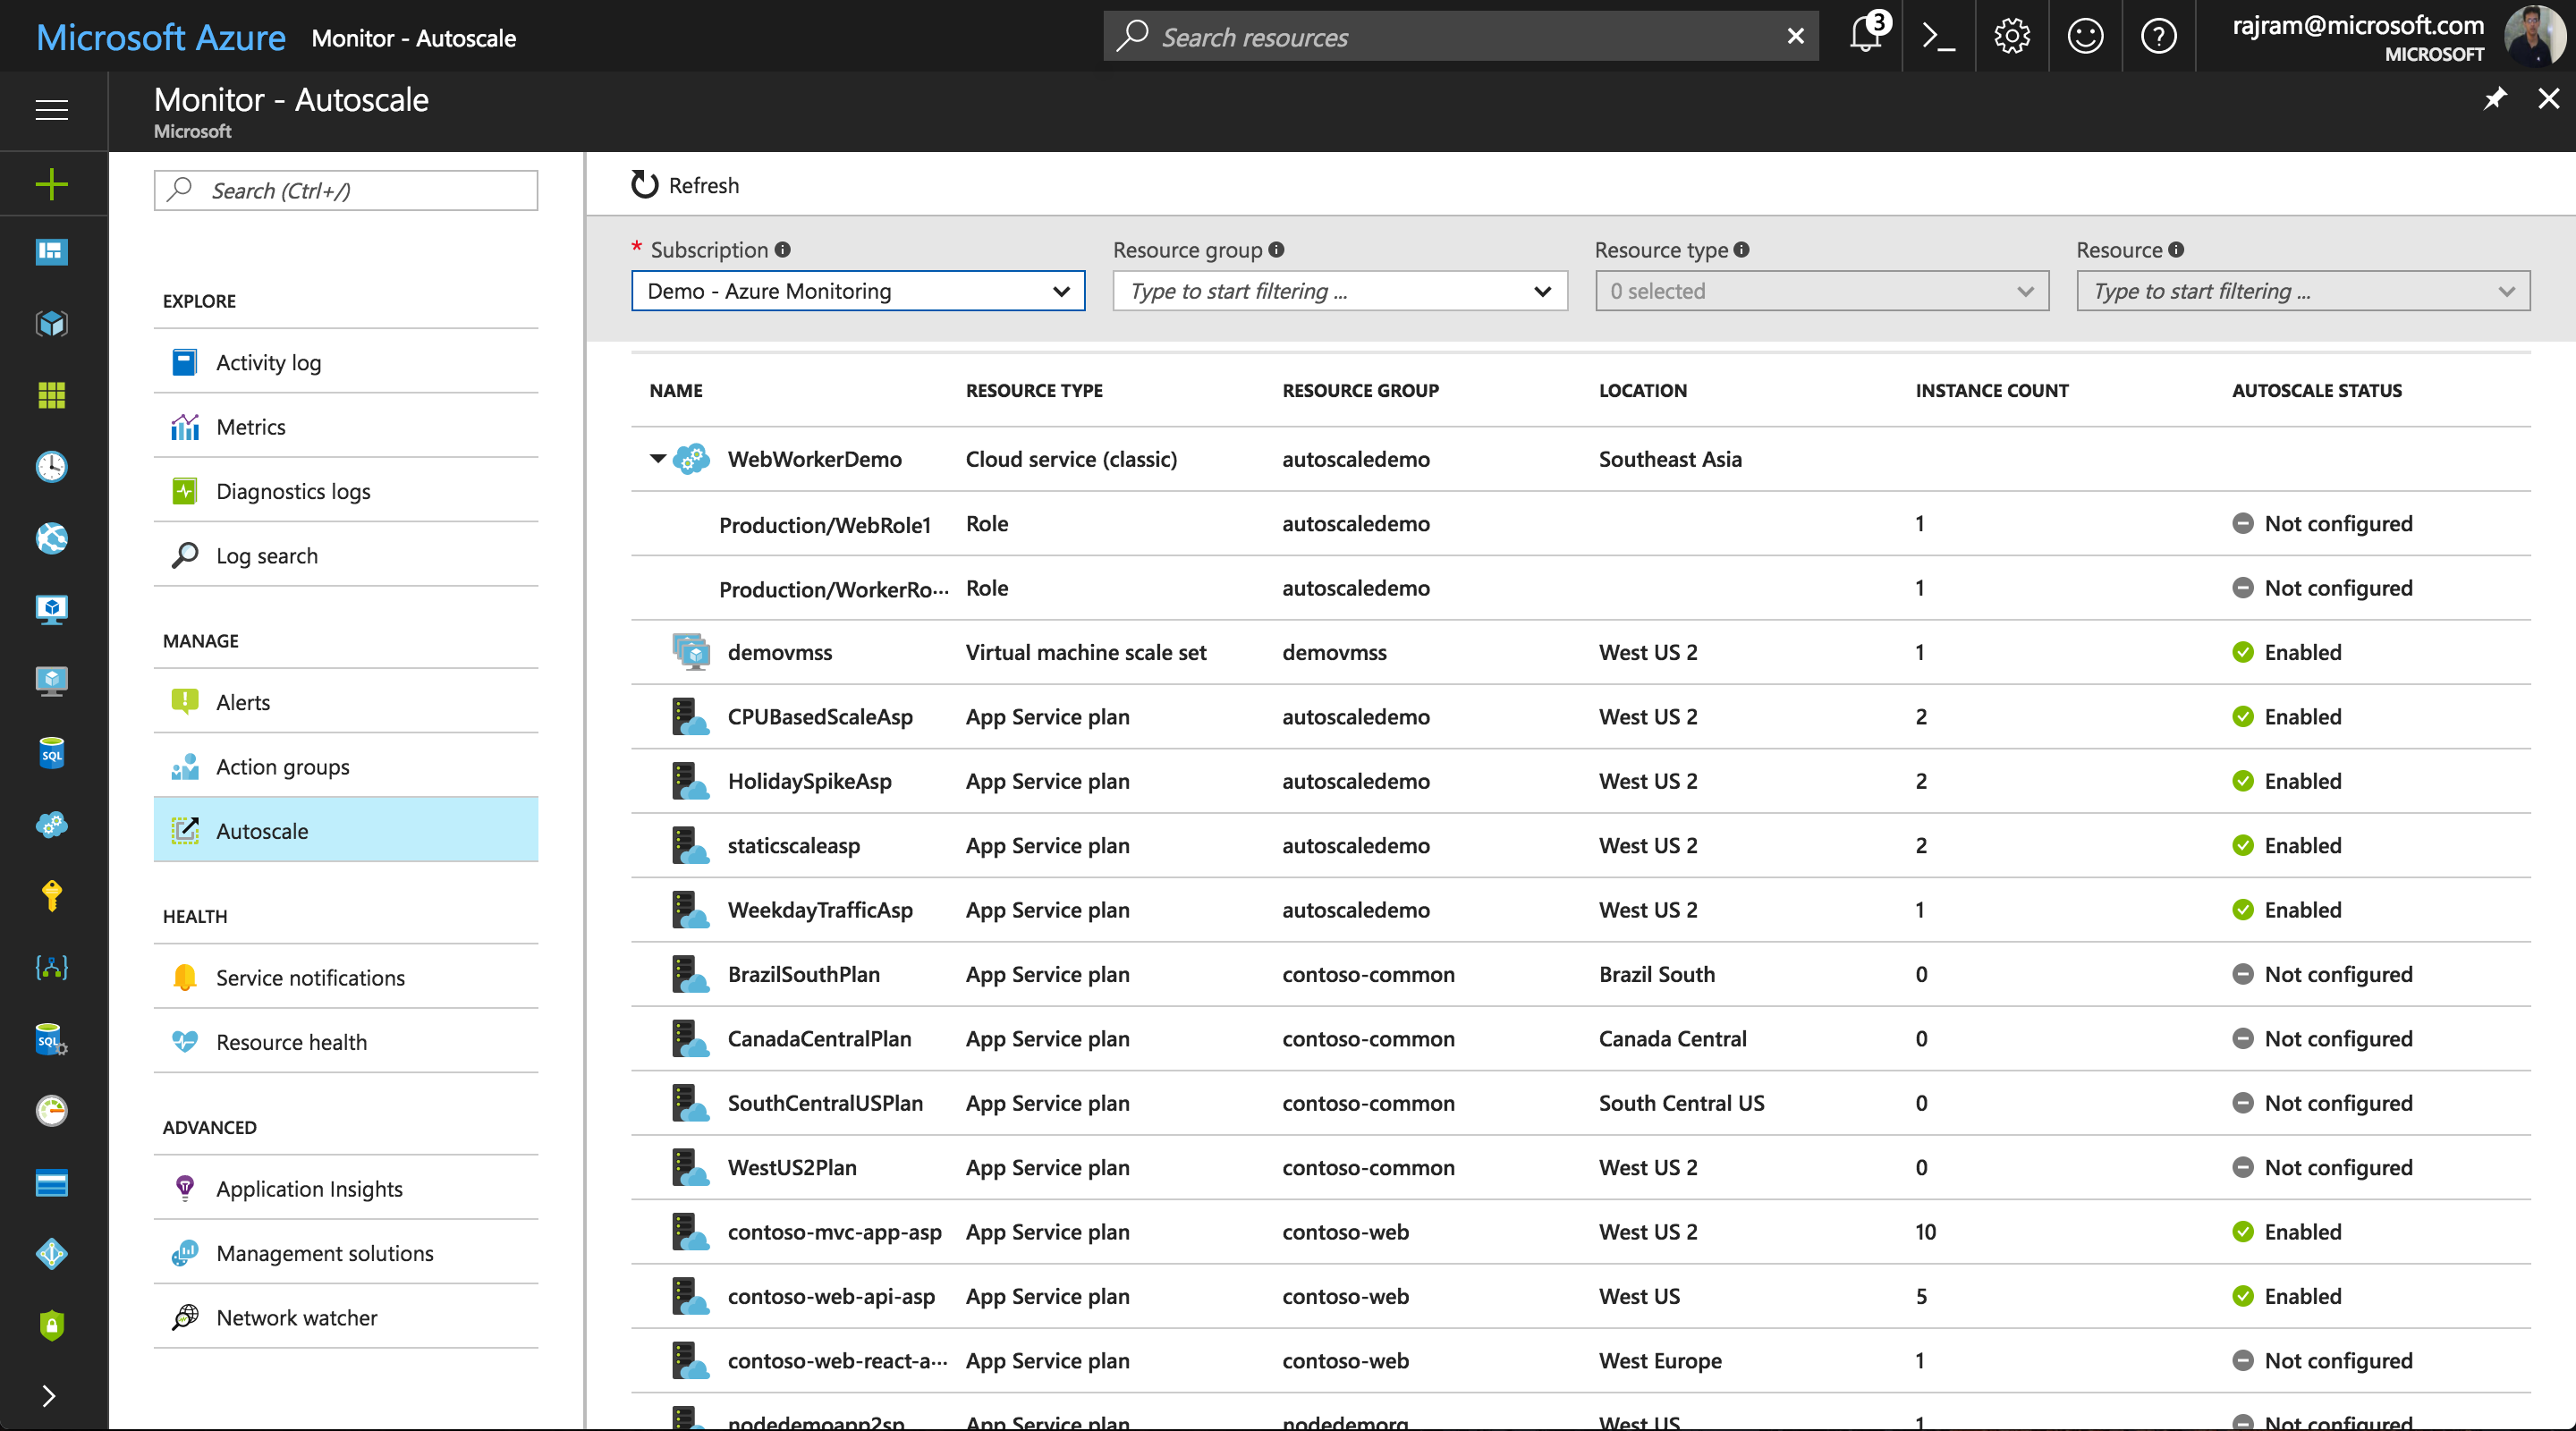 Microsoft Azure Monitor - Autoscale
Search resources
3
rajram@microsoft.com
MICROSOFT
Monitor - Autoscale
Microsoft
Search (Ctrl+/)
EXPLORE
Activity log
Metrics
Diagnostics logs
Log search
MANAGE
Alerts
Action groups
Autoscale
HEALTH
Service notifications
Resource health
ADVANCED
Application Insights
Management solutions
Network watcher
SQL
SQL
Refresh
* Subscription Resource group Resource type Resource
Demo - Azure Monitoring Type to start filtering ... 0 selected Type to start filtering ...
NAME RESOURCE TYPE RESOURCE GROUP LOCATION INSTANCE COUNT AUTOSCALE STATUS
WebWorkerDemo Cloud service (classic) autoscaledemo Southeast Asia
Production/WebRole1 Role autoscaledemo 1 Not configured
Production/WorkerRo... Role autoscaledemo 1 Not configured
demovmss Virtual machine scale set demovmss West US 2 1 Enabled
CPUBasedScaleAsp App Service plan autoscaledemo West US 2 2 Enabled
HolidaySpikeAsp App Service plan autoscaledemo West US 2 2 Enabled
staticscaleasp App Service plan autoscaledemo West US 2 2 Enabled
WeekdayTrafficAsp App Service plan autoscaledemo West US 2 1 Enabled
BrazilSouthPlan App Service plan contoso-common Brazil South 0 Not configured
CanadaCentralPlan App Service plan contoso-common Canada Central 0 Not configured
SouthCentralUSPlan App Service plan contoso-common South Central US 0 Not configured
WestUS2Plan App Service plan contoso-common West US 2 0 Not configured
contoso-mvc-app-asp App Service plan contoso-web West US 2 10 Enabled
contoso-web-api-asp App Service plan contoso-web West US 5 Enabled
contoso-web-react-a... App Service plan contoso-web West Europe 1 Not configured
nodedemoapp2sp App Service plan nodedemorg West US 1 Not configured